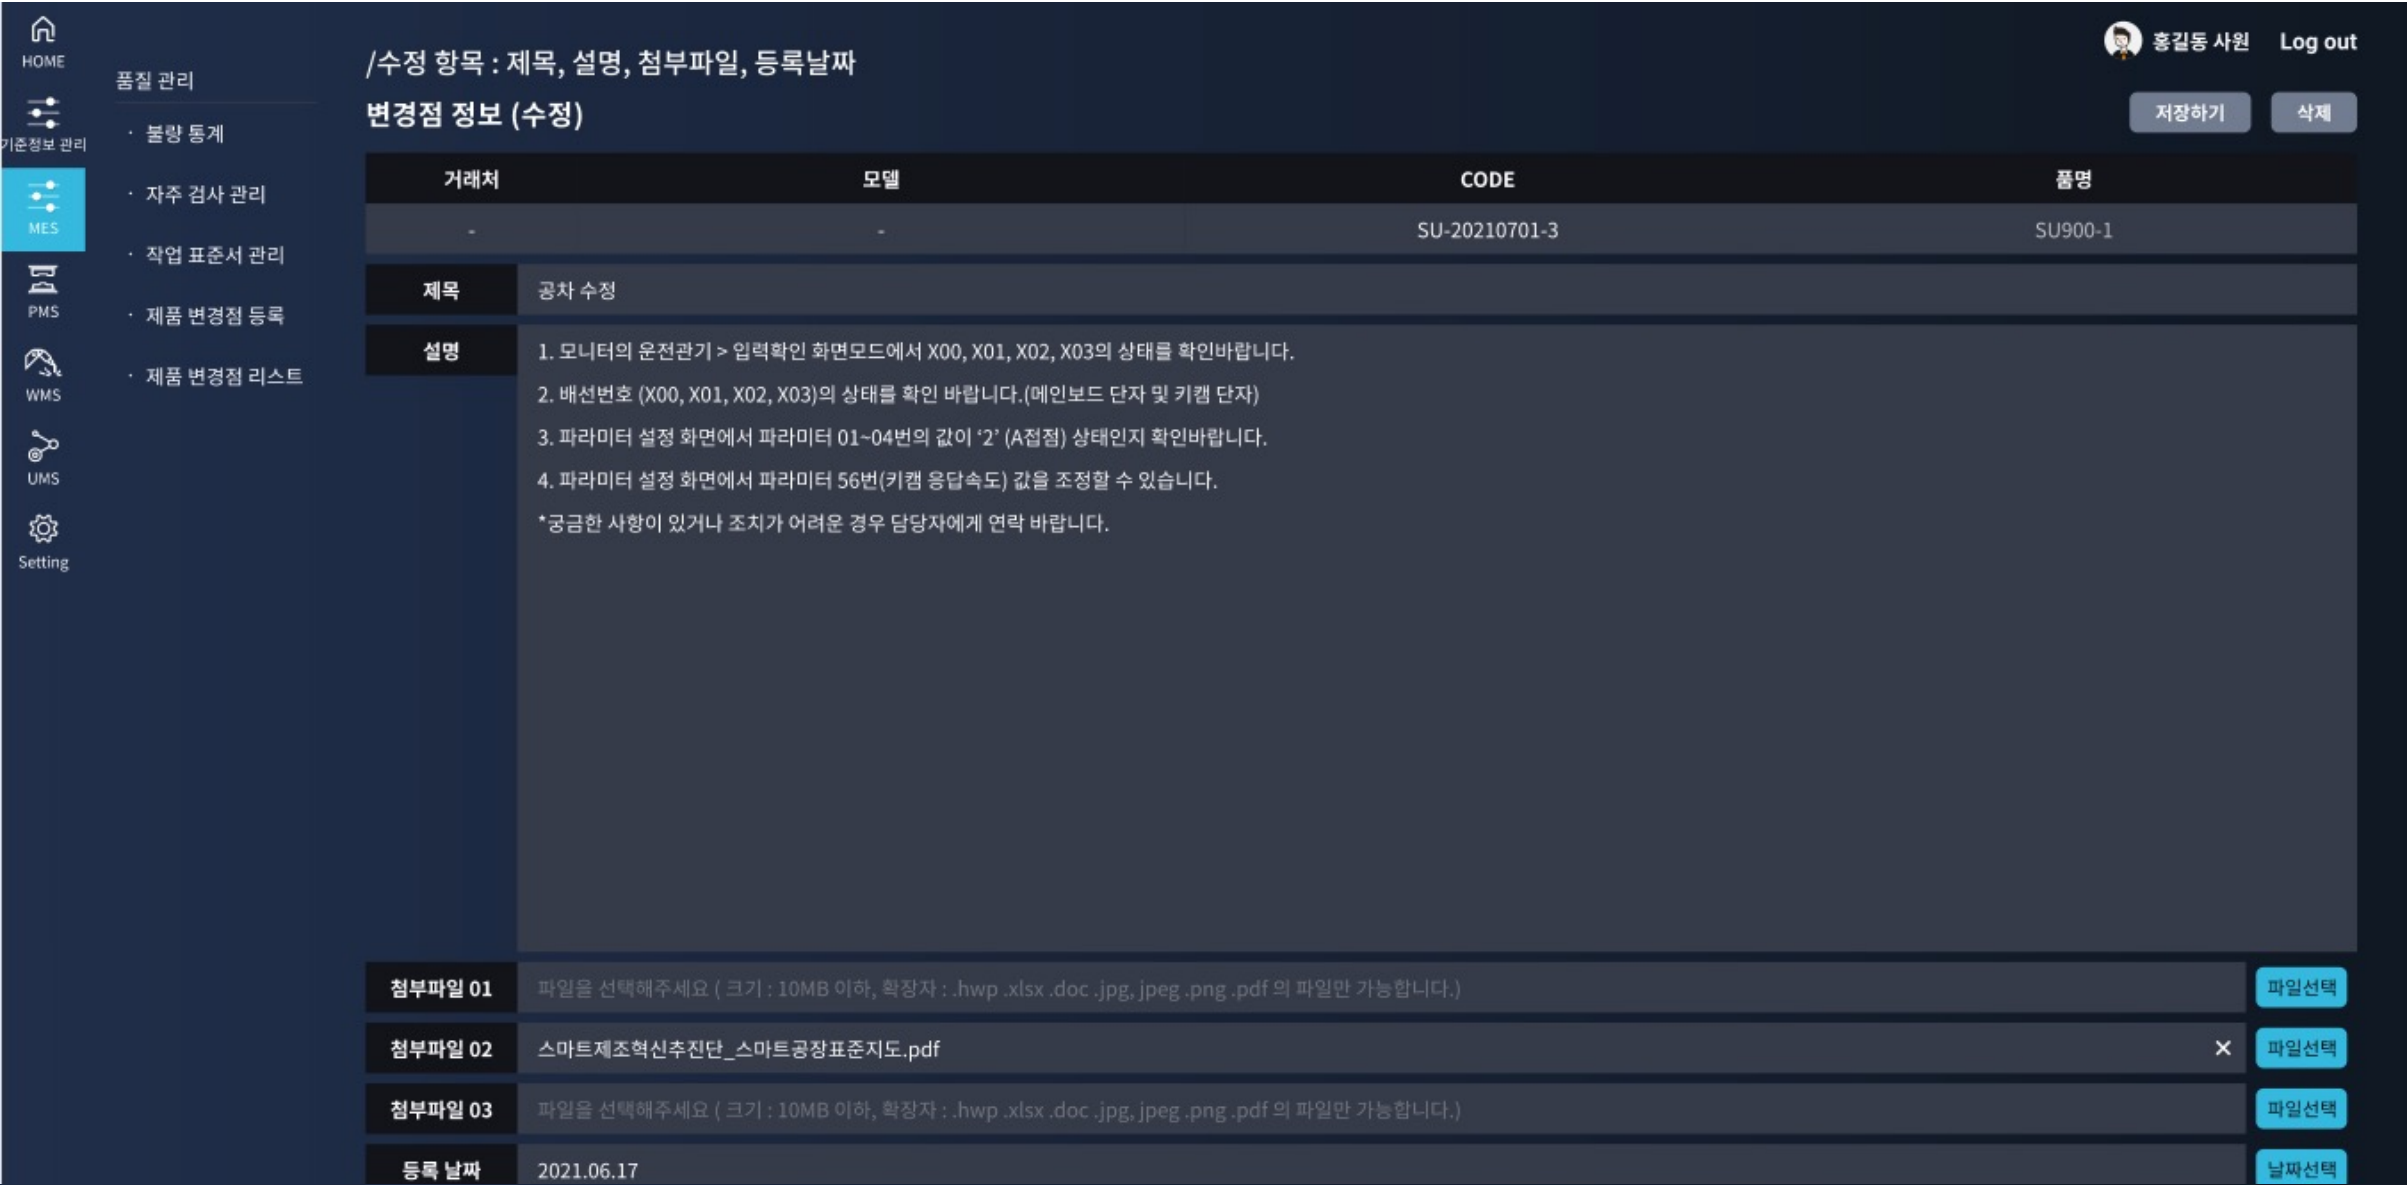 HOME
기준정보 관리
MES
PMS
WMS
UMS
Setting
품질 관리
· 불량 통계
· 자주 검사 관리
· 작업 표준서 관리
· 제품 변경점 등록
· 제품 변경점 리스트
홍길동 사원 Log out
/수정 항목 : 제목, 설명, 첨부파일, 등록날짜
변경점 정보 (수정)
저장하기 삭제
거래처 모델 CODE 품명
- - SU-20210701-3 SU900-1
제목 공차 수정
설명 1. 모니터의 운전관기 > 입력확인 화면모드에서 X00, X01, X02, X03의 상태를 확인바랍니다.
2. 배선번호 (X00, X01, X02, X03)의 상태를 확인 바랍니다.(메인보드 단자 및 키캠 단자)
3. 파라미터 설정 화면에서 파라미터 01~04번의 값이 ‘2’ (A접점) 상태인지 확인바랍니다.
4. 파라미터 설정 화면에서 파라미터 56번(키캠 응답속도) 값을 조정할 수 있습니다.
*궁금한 사항이 있거나 조치가 어려운 경우 담당자에게 연락 바랍니다.
첨부파일 01 파일을 선택해주세요 ( 크기 : 10MB 이하, 확장자 : .hwp .xlsx .doc .jpg, jpeg .png .pdf 의 파일만 가능합니다.) 파일선택
첨부파일 02 스마트제조혁신추진단_스마트공장표준지도.pdf 파일선택
첨부파일 03 파일을 선택해주세요 ( 크기 : 10MB 이하, 확장자 : .hwp .xlsx .doc .jpg, jpeg .png .pdf 의 파일만 가능합니다.) 파일선택
등록 날짜 2021.06.17 날짜선택